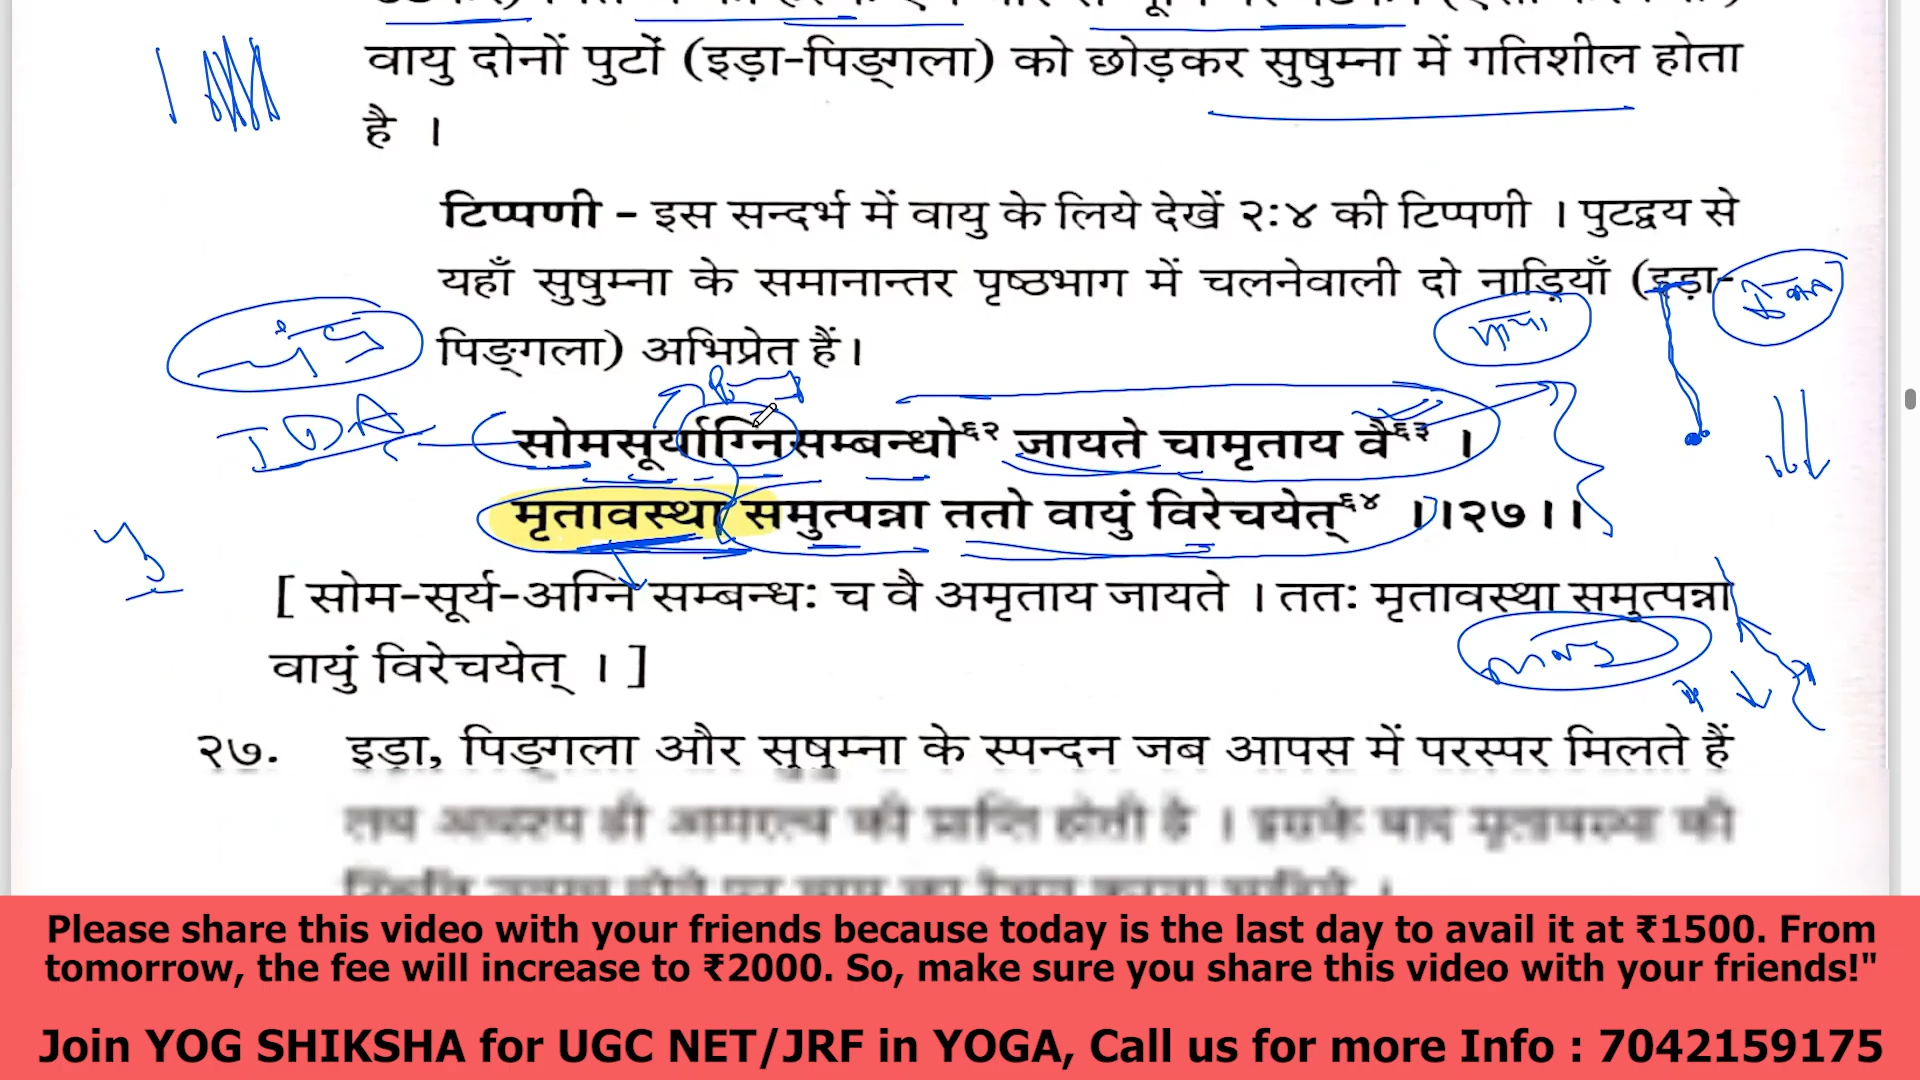 वायु दोनों पुटों (इड़ा-पिङ्गला) को छोड़कर सुषुम्ना में गतिशील होता
है ।
टिप्पणी - इस सन्दर्भ में वायु के लिये देखें २:४ की टिप्पणी । पुटद्वय से
यहाँ सुषुम्ना के समानान्तर पृष्ठभाग में चलनेवाली दो नाड़ियाँ (इड़ा-
पिङ्गला) अभिप्रेत हैं।
चंद्र
IDA
सोमसूर्याग्निसम्बन्धो६२ जायते चामृताय वै६३ ।
मृतावस्था समुत्पन्ना ततो वायुं विरेचयेत्६४ ।।२७।।
[ सोम-सूर्य-अग्नि सम्बन्धः च वै अमृताय जायते । ततः मृतावस्था समुत्पन्ना
वायुं विरेचयेत् । ]
२७. इड़ा, पिङ्गला और सुषुम्ना के स्पन्दन जब आपस में परस्पर मिलते हैं
Please share this video with your friends because today is the last day to avail it at ₹1500. From
tomorrow, the fee will increase to ₹2000. So, make sure you share this video with your friends!"
Join YOG SHIKSHA for UGC NET/JRF in YOGA, Call us for more Info : 7042159175